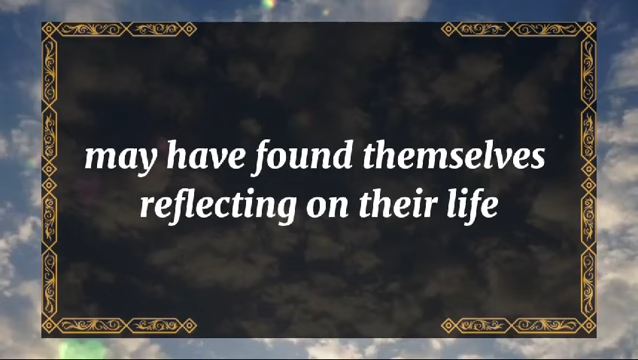 may have found themselves
reflecting on their life